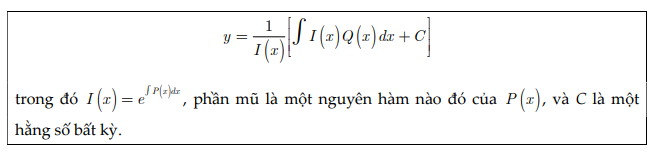 y = \frac{1}{I(x)}\left[\int I(x)Q(x)dx + C\right]
trong đó I(x) = e^{\int P(x)dx}, phần mũ là một nguyên hàm nào đó của P(x), và C là một
hằng số bất kỳ.